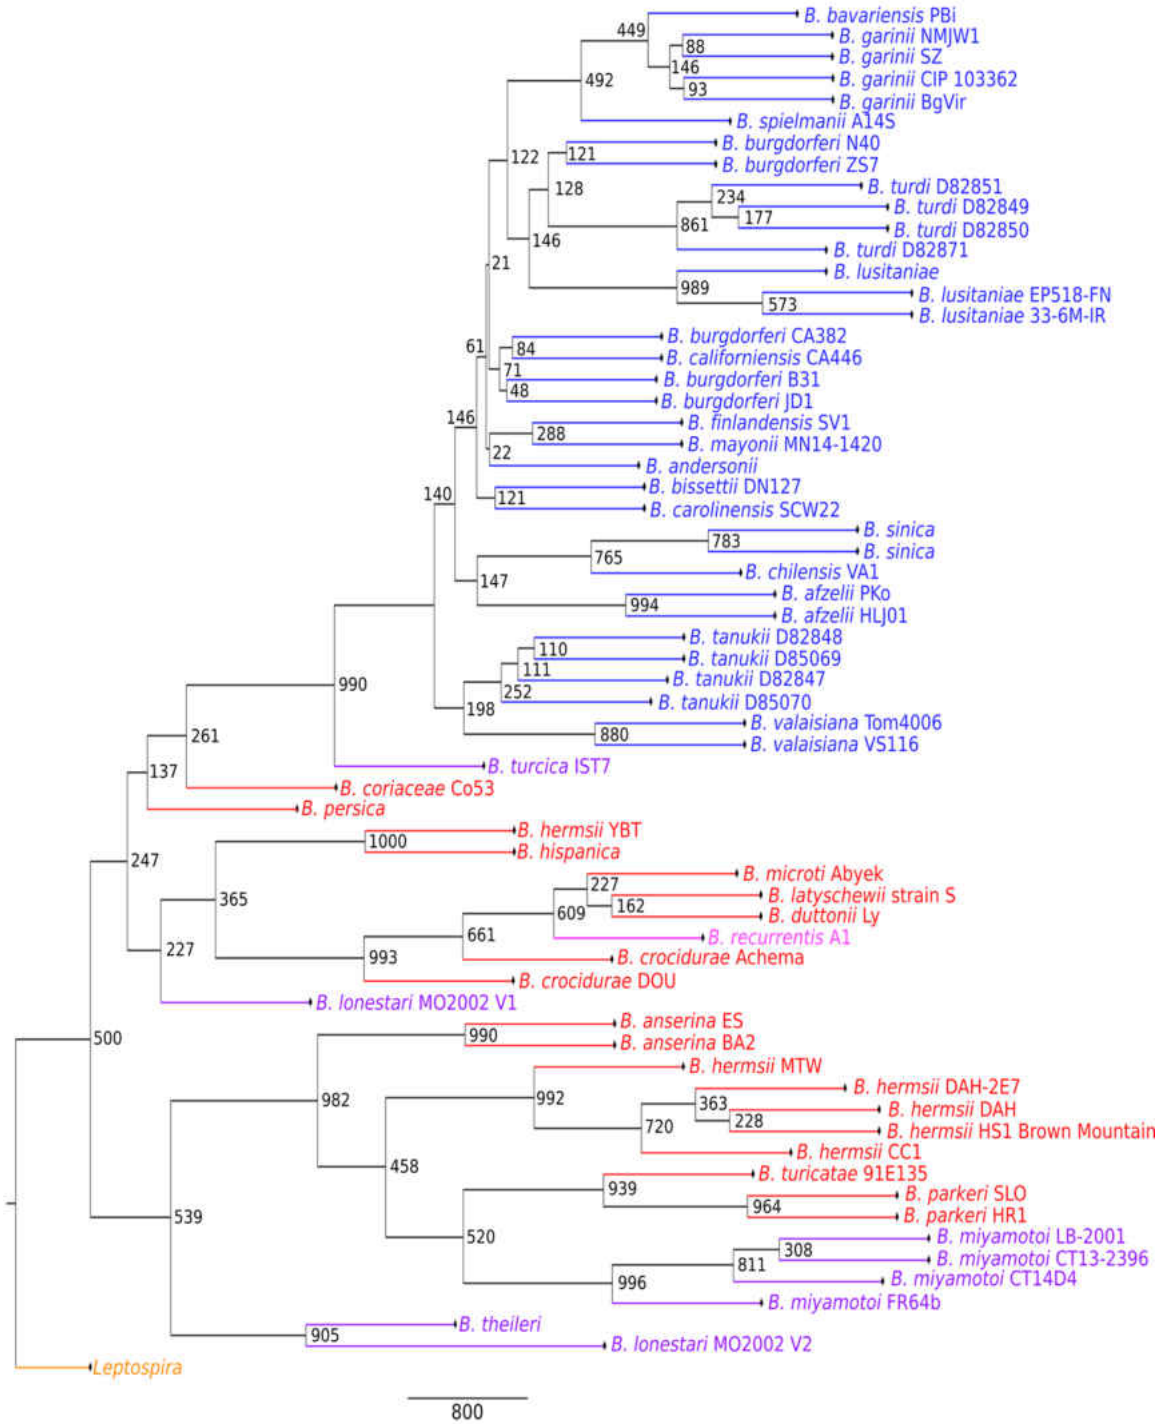 B. bavariensis PBi
449
B. garinii NMJW1
88
B. garinii SZ
146
492
B. garinii CIP 103362
93
B. garinii BgVir
B. spielmanii A14S
B. burgdorferi N40
122
121
B. burgdorferi ZS7
128
B. turdi D82851
234
B. turdi D82849
177
861
B. turdi D82850
146
B. turdi D82871
21
B. lusitaniae
989
B. lusitaniae EP518-FN
573
B. lusitaniae 33-6M-IR
B. burgdorferi CA382
61
84
B. californiensis CA446
71
B. burgdorferi B31
48
B. burgdorferi JD1
146
B. finlandensis SV1
288
B. mayonii MN14-1420
22
B. andersonii
B. bissettii DN127
140
121
B. carolinensis SCW22
B. sinica
783
765
B. sinica
B. chilensis VA1
147
B. afzelii PKo
994
B. afzelii HLJ01
B. tanukii D82848
110
B. tanukii D85069
111
B. tanukii D82847
990
252
B. tanukii D85070
198
B. valaisiana Tom4006
880
261
B. valaisiana VS116
B. turcica IST7
137
B. coriaceae Co53
B. persica
B. hermsii YBT
1000
B. hispanica
247
B. microti Abyek
227
365
B. latyschewii strain S
162
609
B. duttonii Ly
661
B. recurrentis A1
227
993
B. crocidurae Achema
B. crocidurae DOU
B. lonestari MO2002 V1
B. anserina ES
500
990
B. anserina BA2
B. hermsii MTW
B. hermsii DAH-2E7
982
992
363
B. hermsii DAH
228
720
B. hermsii HS1 Brown Mountain
B. hermsii CC1
458
B. turicatae 91E135
939
B. parkeri SLO
964
539
B. parkeri HR1
520
B. miyamotoi LB-2001
308
B. miyamotoi CT13-2396
811
996
B. miyamotoi CT14D4
B. miyamotoi FR64b
B. theileri
905
B. lonestari MO2002 V2
Leptospira
800